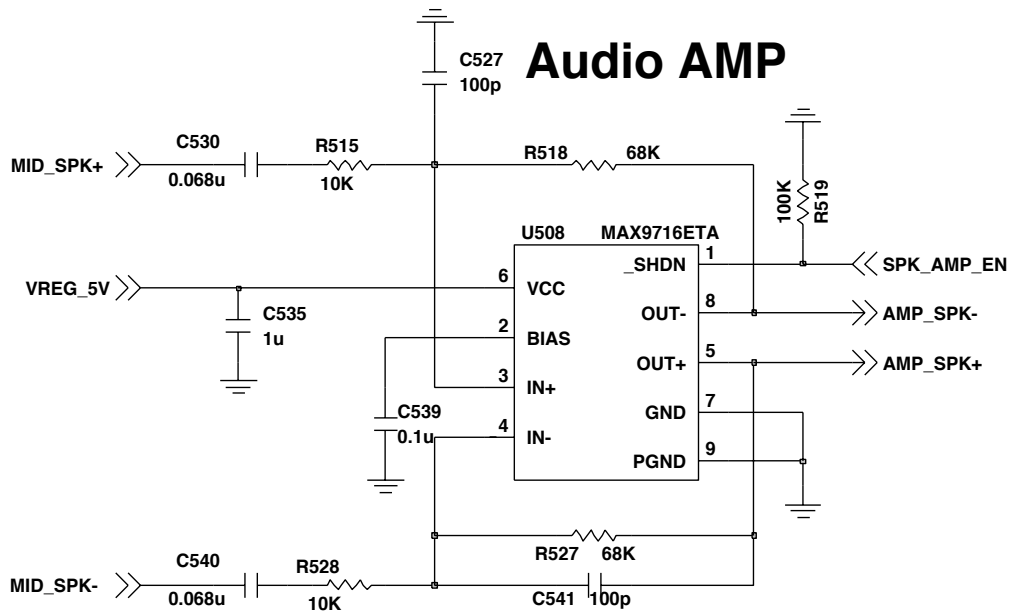 Audio AMP
C527
100p
C530
0.068u
MID_SPK+
R515
10K
R518
68K
100K
R519
U508
MAX9716ETA
VREG_5V
C535
1u
6
VCC
2
BIAS
3
IN+
4
IN-
C539
0.1u
_SHDN
1
SPK_AMP_EN
OUT-
8
AMP_SPK-
OUT+
5
AMP_SPK+
GND
7
PGND
9
R527
68K
C540
0.068u
MID_SPK-
R528
10K
C541
100p